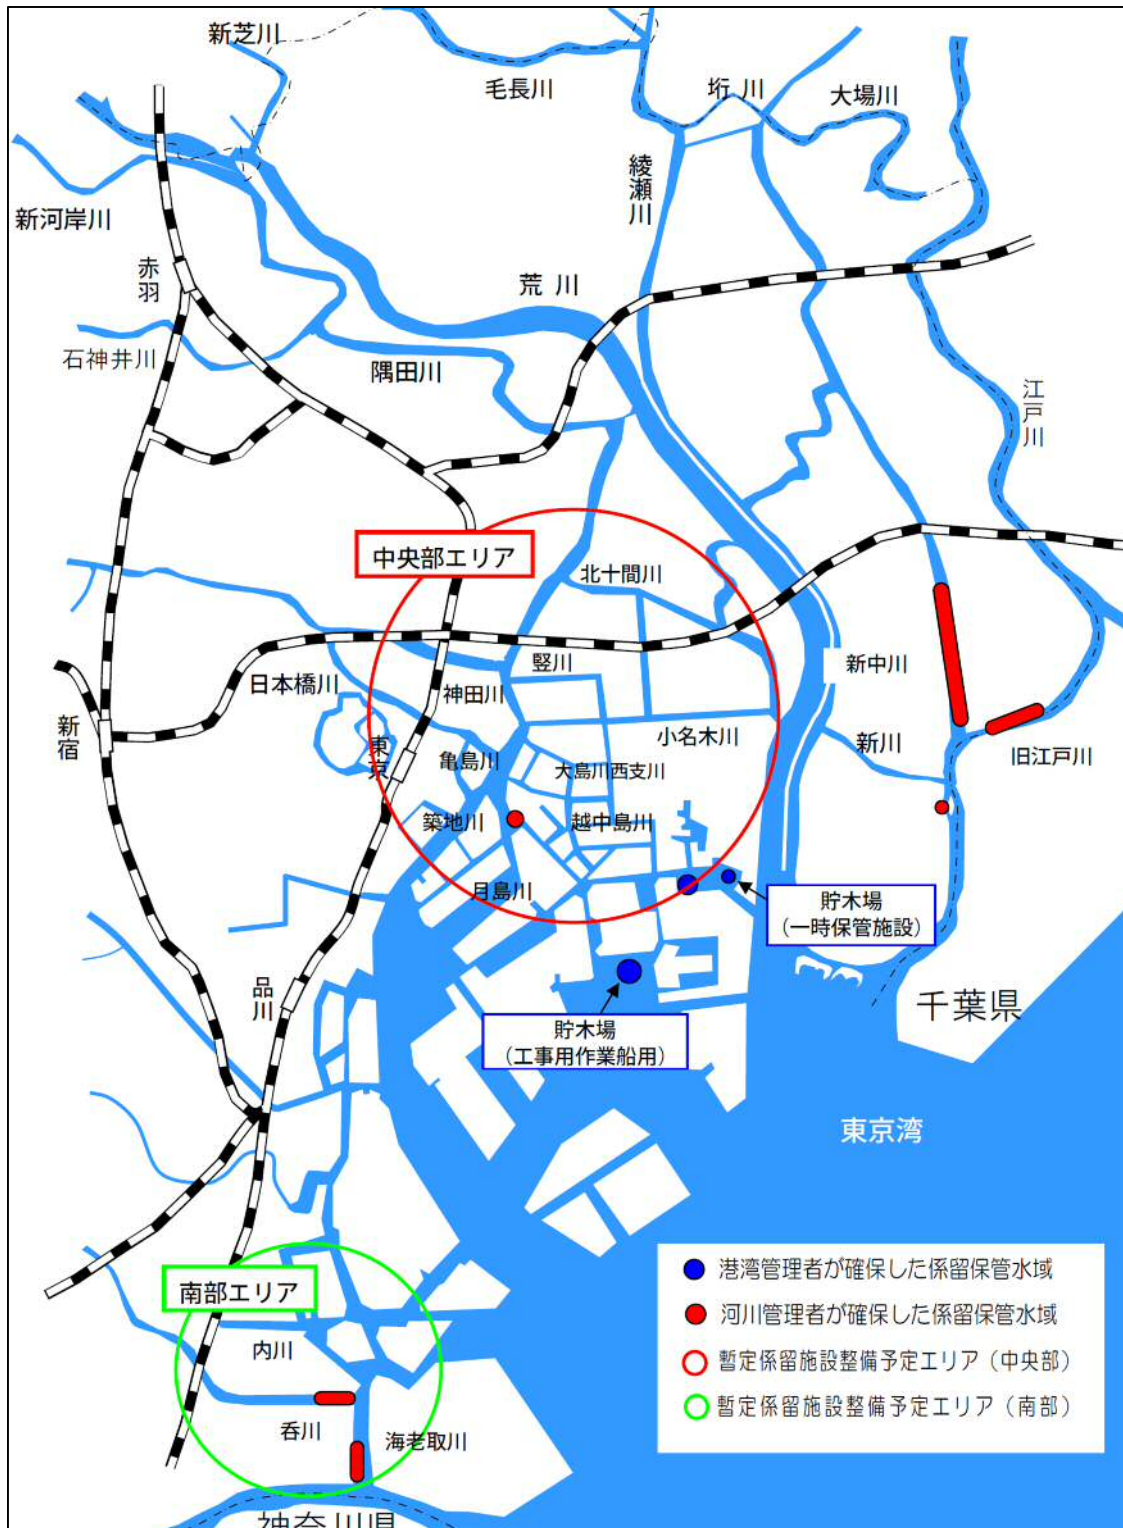 新芝川
毛長川
垳川
大場川
綾瀬川
新河岸川
赤羽
荒川
石神井川
隅田川
江戸川
中央部エリア
北十間川
竪川
新中川
日本橋川
神田川
新宿
東京
亀島川
小名木川
新川
旧江戸川
大島川西支川
築地川
越中島川
月島川
貯木場
（一時保管施設）
品川
千葉県
貯木場
（工事用作業船用）
東京湾
南部エリア
内川
呑川
海老取川
神奈川県
港湾管理者が確保した係留保管水域
河川管理者が確保した係留保管水域
暫定係留施設整備予定エリア（中央部）
暫定係留施設整備予定エリア（南部）